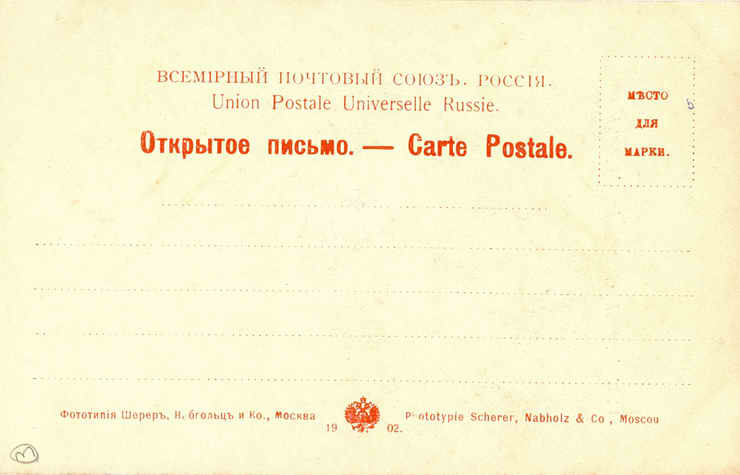 ВСЕМІРНЫЙ ПОЧТОВЫЙ СОЮЗЪ. РОССІЯ.
Union Postale Universelle Russie.
Открытое письмо. — Carte Postale.
МѢСТО
ДЛЯ
МАРКИ.
Фототипія Шереръ, Н. бгольцъ и Ко., Москва
Phototypie Scherer, Nabholz & Co , Moscou
19 02.